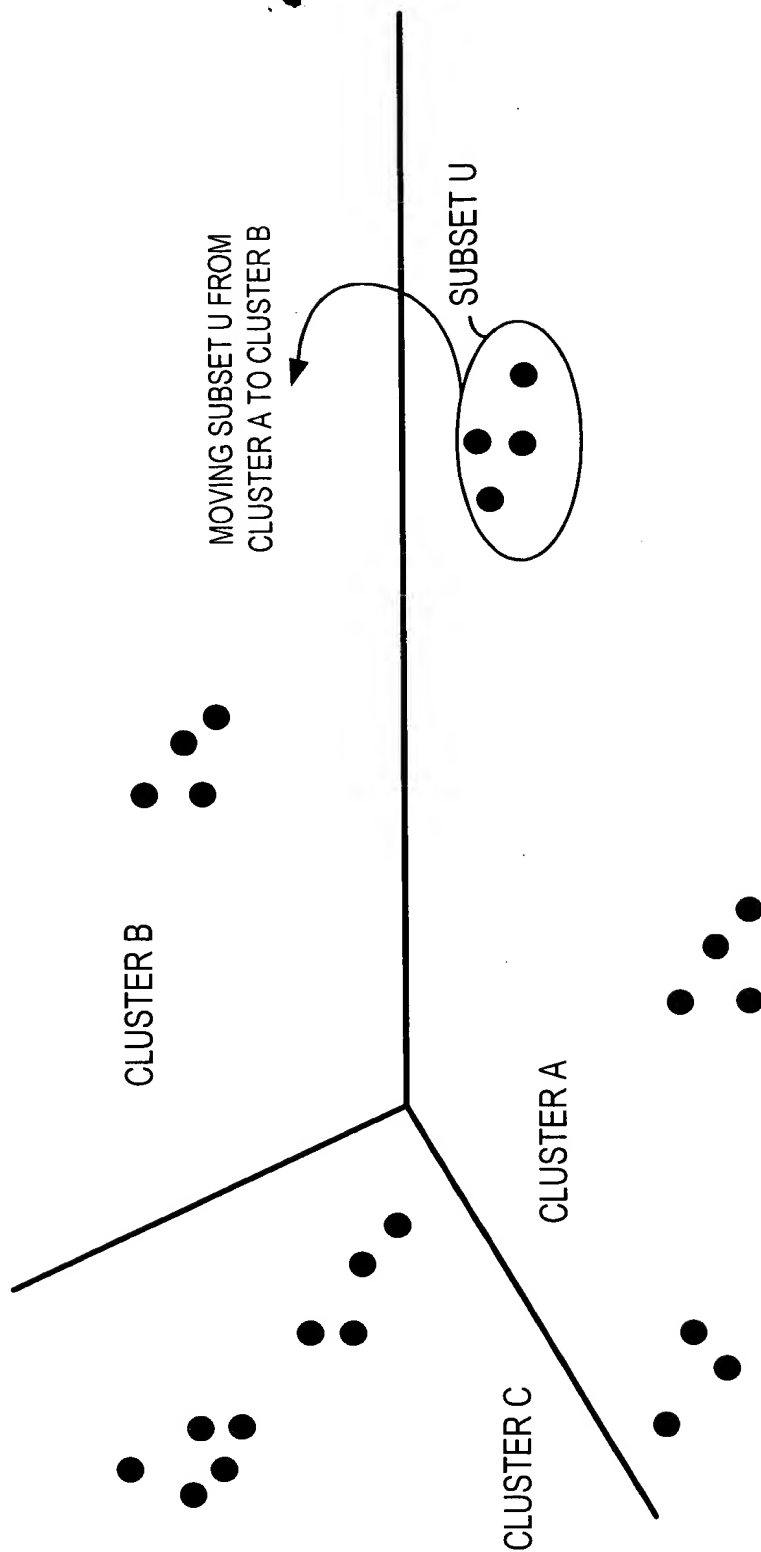 MOVING SUBSET U FROM
CLUSTER A TO CLUSTER B
SUBSET U
CLUSTER B
CLUSTER A
CLUSTER C